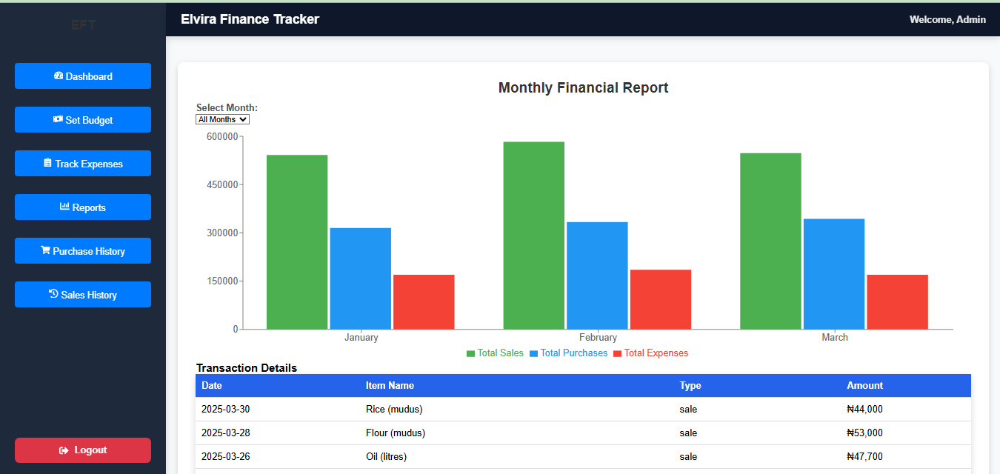 EFT
Elvira Finance Tracker
Welcome, Admin
Dashboard
Set Budget
Track Expenses
Reports
Purchase History
Sales History
Logout
Monthly Financial Report
Select Month:
All Months
600000
450000
300000
150000
0
January February March
Total Sales Total Purchases Total Expenses
Transaction Details
Date Item Name Type Amount
2025-03-30 Rice (mudus) sale ₦44,000
2025-03-28 Flour (mudus) sale ₦53,000
2025-03-26 Oil (litres) sale ₦47,700